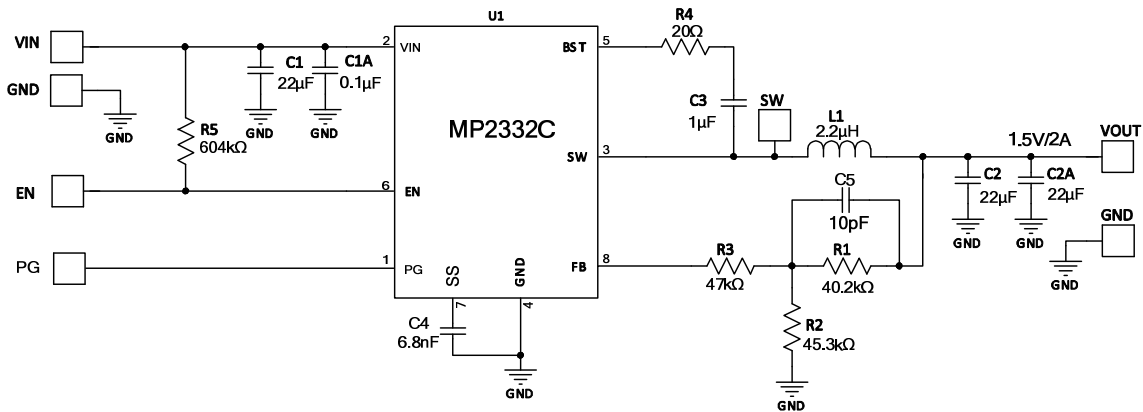 U1
MP2332C
VIN
GND
GND
EN
PG
R5
604kΩ
C1
22µF
GND
C1A
0.1µF
GND
2
VIN
6
EN
1
PG
SS
7
GND
4
C4
6.8nF
GND
BST
5
SW
3
FB
8
R4
20Ω
C3
1µF
SW
L1
2.2µH
C5
10pF
R3
47kΩ
R1
40.2kΩ
R2
45.3kΩ
GND
1.5V/2A
VOUT
C2
22µF
GND
C2A
22µF
GND
GND
GND